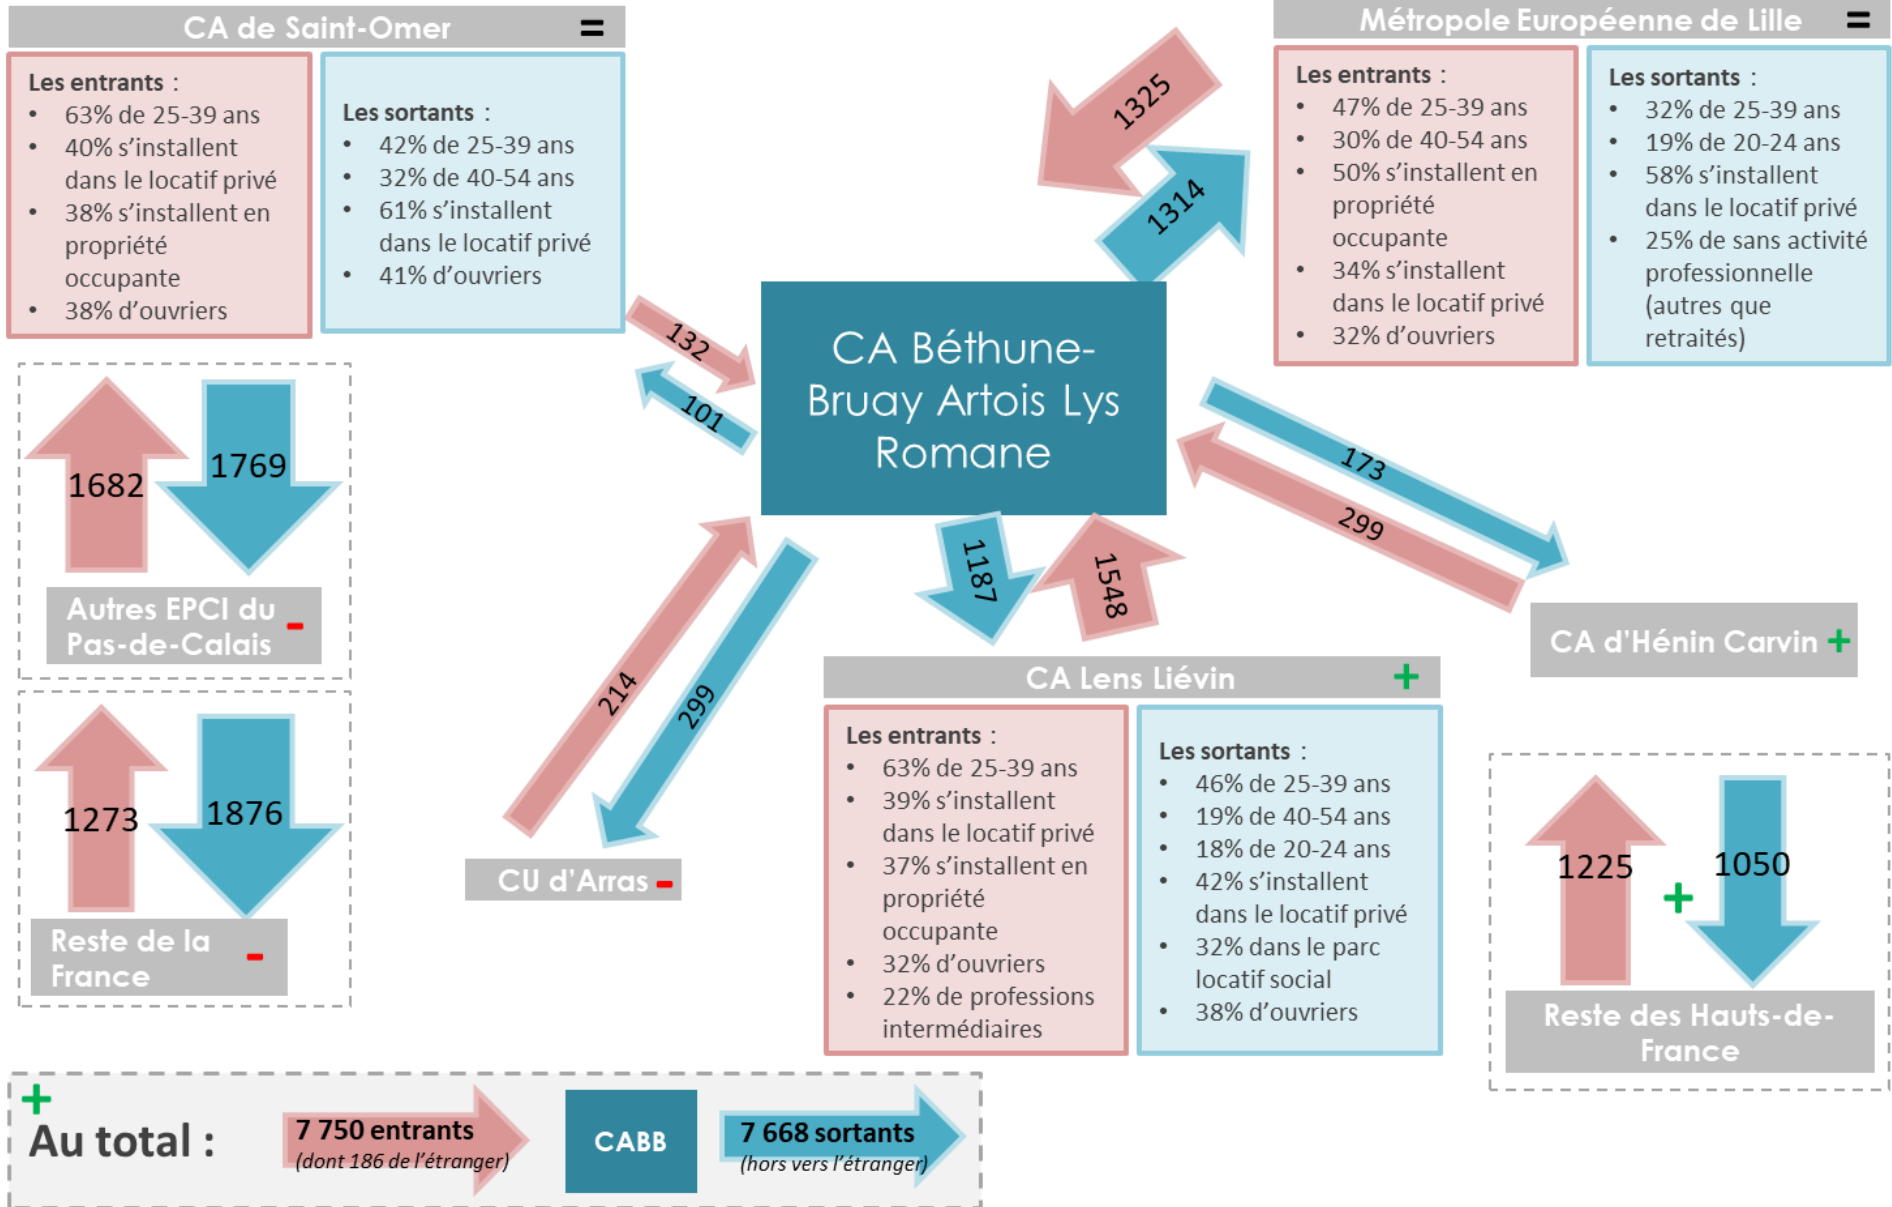 CA de Saint-Omer =
Les entrants :
• 63% de 25-39 ans
• 40% s'installent
dans le locatif privé
• 38% s'installent en
propriété
occupante
• 38% d'ouvriers
Les sortants :
• 42% de 25-39 ans
• 32% de 40-54 ans
• 61% s'installent
dans le locatif privé
• 41% d'ouvriers
Métropole Européenne de Lille =
Les entrants :
• 47% de 25-39 ans
• 30% de 40-54 ans
• 50% s'installent en
propriété
occupante
• 34% s'installent
dans le locatif privé
• 32% d'ouvriers
Les sortants :
• 32% de 25-39 ans
• 19% de 20-24 ans
• 58% s'installent
dans le locatif privé
• 25% de sans activité
professionnelle
(autres que
retraités)
1325
1314
132
101
CA Béthune-
Bruay Artois Lys
Romane
173
299
1187
1548
214
299
1682
1769
Autres EPCI du
Pas-de-Calais -
1273
1876
Reste de la
France -
CU d'Arras -
CA Lens Liévin +
Les entrants :
• 63% de 25-39 ans
• 39% s'installent
dans le locatif privé
• 37% s'installent en
propriété
occupante
• 32% d'ouvriers
• 22% de professions
intermédiaires
Les sortants :
• 46% de 25-39 ans
• 19% de 40-54 ans
• 18% de 20-24 ans
• 42% s'installent
dans le locatif privé
• 32% dans le parc
locatif social
• 38% d'ouvriers
CA d'Hénin Carvin +
1225
+
1050
Reste des Hauts-de-
France
+
Au total :
7 750 entrants
(dont 186 de l'étranger)
CABB
7 668 sortants
(hors vers l'étranger)